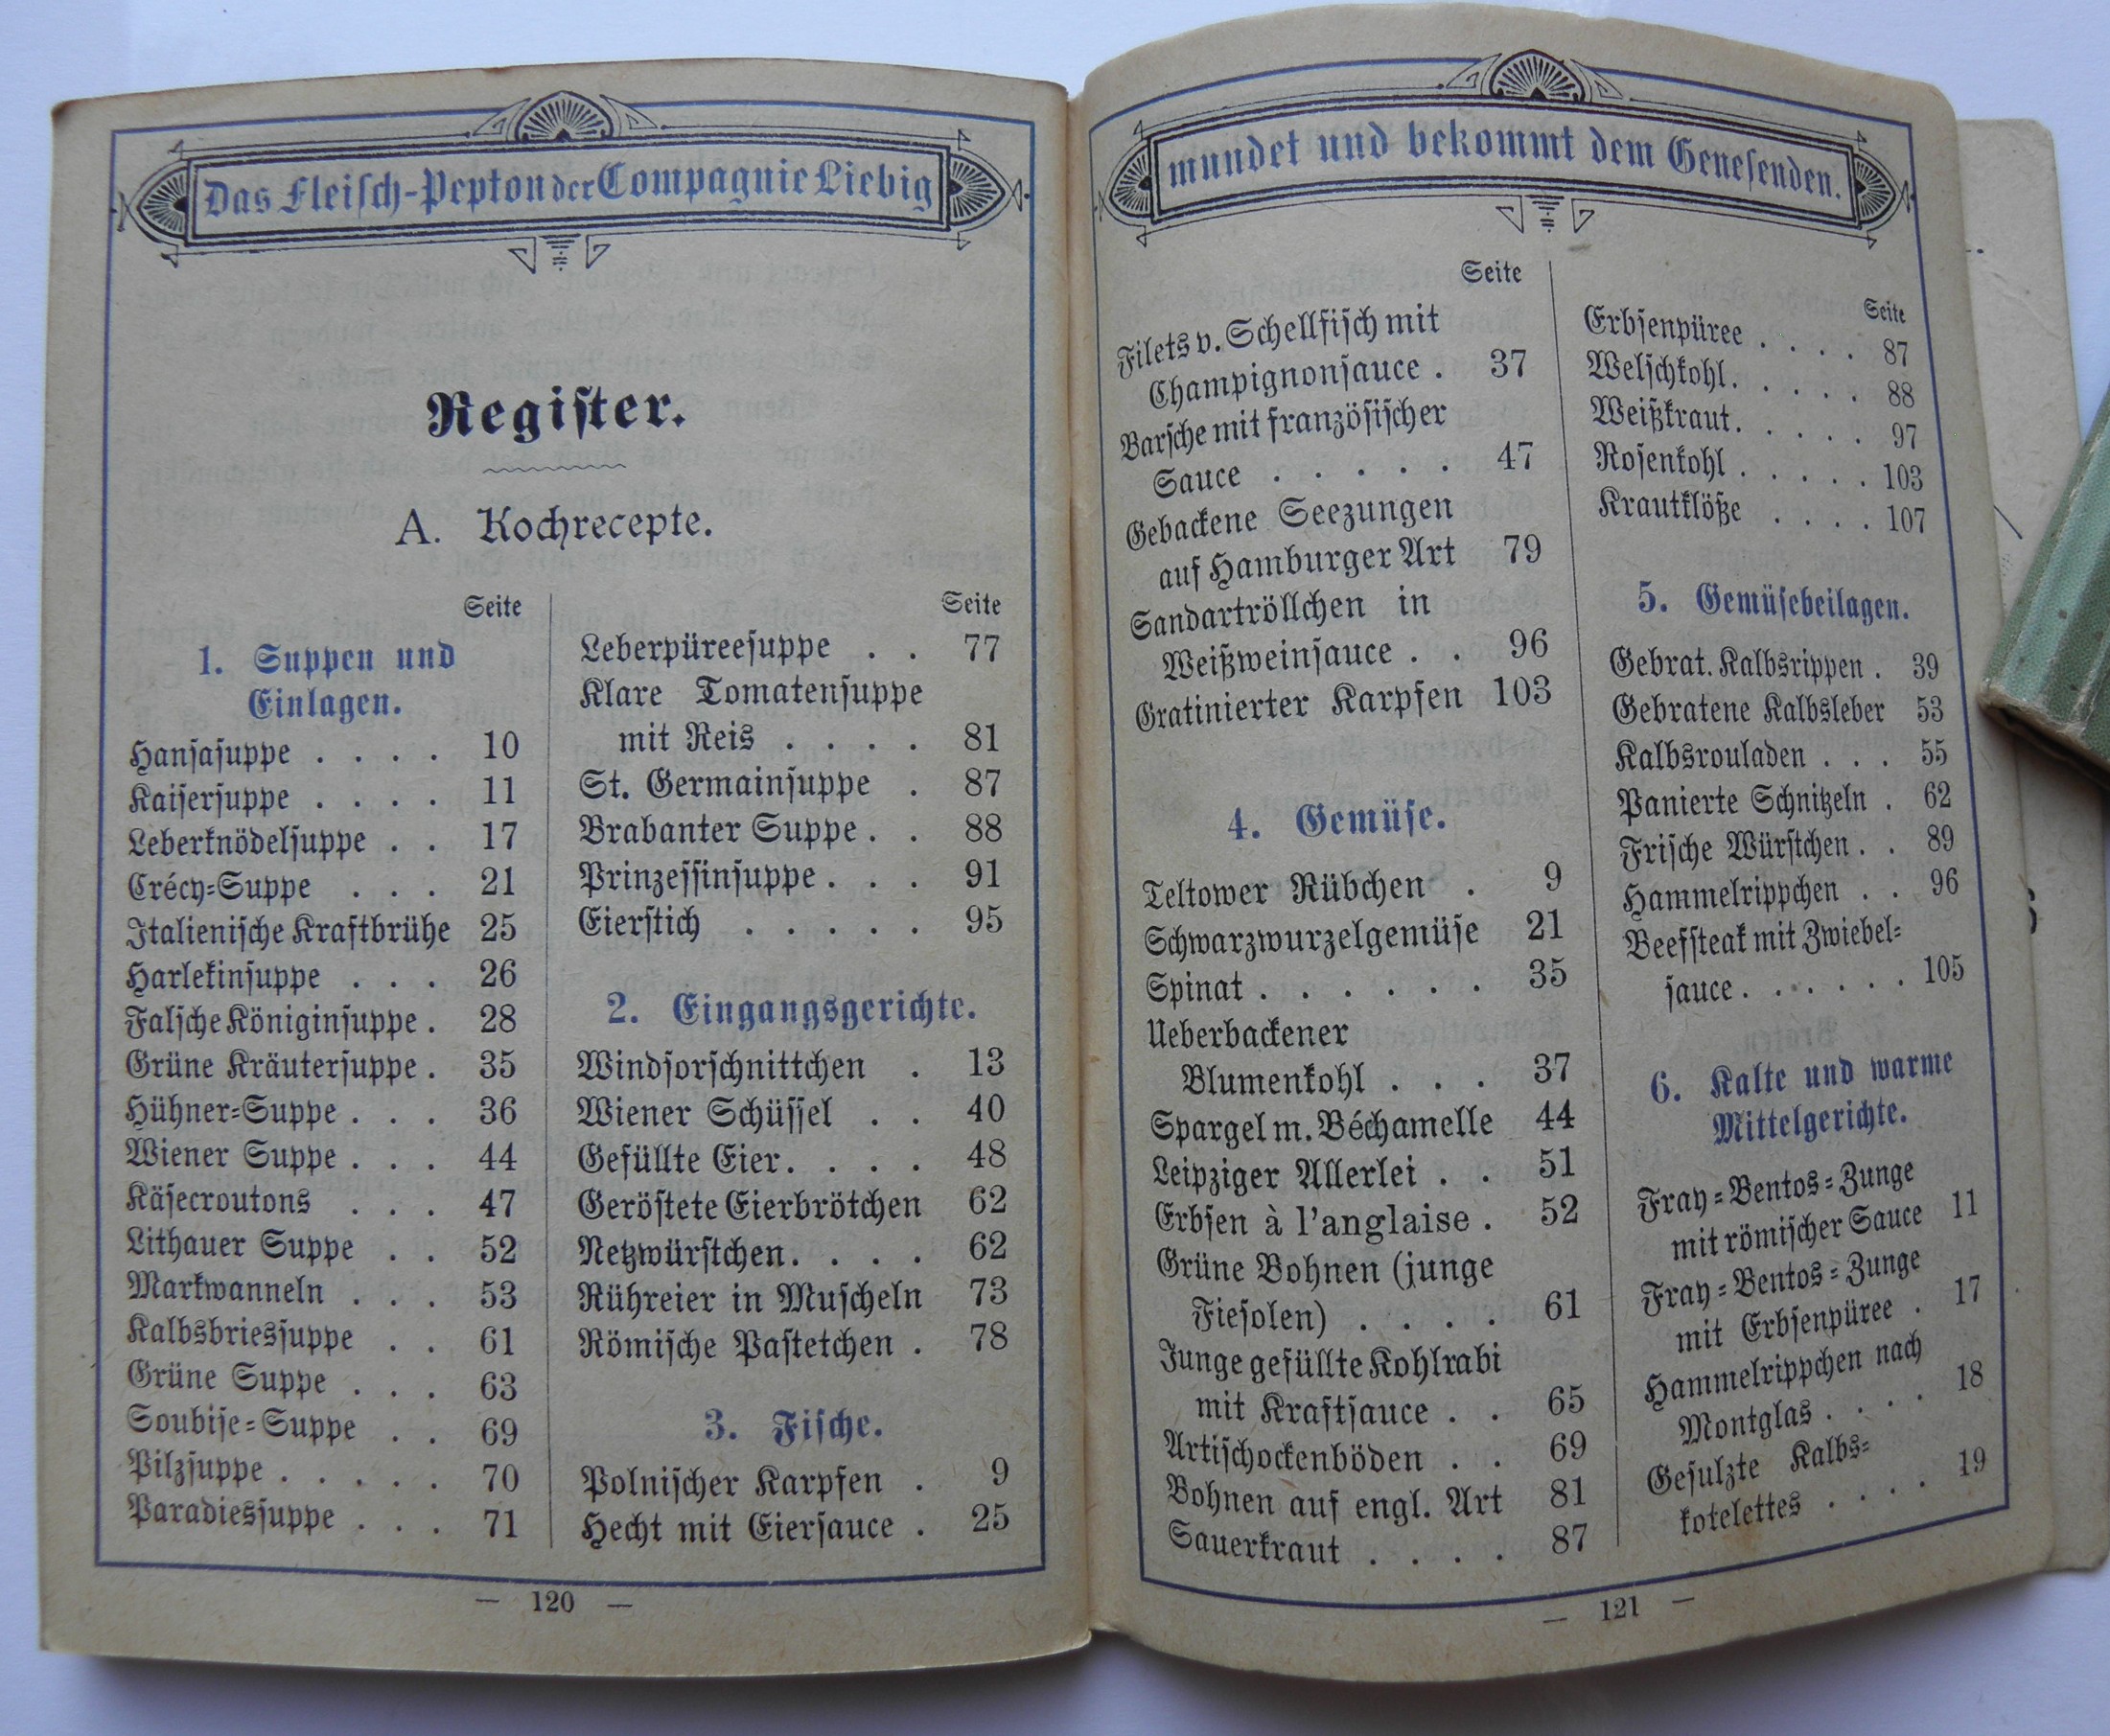 Das Fleiſch-Pepton der Compagnie Liebig
Regiſter.
A. Kochrecepte.
Seite
1. Suppen und
Einlagen.
Hanſaſuppe . . . . 10
Kaiſerſuppe . . . . 11
Leberknödelſuppe . . 17
Crécy-Suppe . . . 21
Italieniſche Kraftbrühe 25
Harlekinſuppe . . . 26
Falſche Königinſuppe . 28
Grüne Kräuterſuppe . 35
Hühner-Suppe . . . 36
Wiener Suppe . . . 44
Käſecroutons . . . 47
Lithauer Suppe . . 52
Markwanneln . . . 53
Kalbsbriesſuppe . . 61
Grüne Suppe . . . 63
Soubiſe-Suppe . . 69
Pilzſuppe . . . . . 70
Paradiesſuppe . . . 71
Seite
Leberpüreeſuppe . . 77
Klare Tomatenſuppe
mit Reis . . . . 81
St. Germainſuppe . 87
Brabanter Suppe . . 88
Prinzeſſinſuppe . . . 91
Eierſtich . . . . . 95
2. Eingangsgerichte.
Windſorſchnittchen . 13
Wiener Schüſſel . . 40
Gefüllte Eier . . . . 48
Geröſtete Eierbrötchen 62
Netzwürſtchen . . . . 62
Rühreier in Muſcheln 73
Römiſche Paſtetchen . 78
3. Fiſche.
Polniſcher Karpfen . 9
Hecht mit Eierſauce . 25
— 120 —
mundet und bekommt dem Geneſenden.
Seite
Filets v. Schellfiſch mit
Champignonſauce . 37
Barſche mit franzöſiſcher
Sauce . . . . . 47
Gebackene Seezungen
auf Hamburger Art 79
Sandartröllchen in
Weißweinſauce . . 96
Gratinierter Karpfen 103
4. Gemüſe.
Teltower Rübchen . 9
Schwarzwurzelgemüſe 21
Spinat . . . . . . 35
Ueberbackener
Blumenkohl . . . 37
Spargel m. Béchamelle 44
Leipziger Allerlei . . 51
Erbſen à l'anglaise . 52
Grüne Bohnen (junge
Fieſolen) . . . . 61
Junge gefüllte Kohlrabi
mit Kraftſauce . . 65
Artiſchockenböden . . 69
Bohnen auf engl. Art 81
Sauerkraut . . . . 87
Seite
Erbſenpüree . . . . 87
Welſchkohl . . . . . 88
Weißkraut . . . . . 97
Roſenkohl . . . . . 103
Krautklöße . . . . 107
5. Gemüſebeilagen.
Gebrat. Kalbsrippen . 39
Gebratene Kalbsleber 53
Kalbsrouladen . . . 55
Panierte Schnitzeln . 62
Friſche Würſtchen . . 89
Hammelrippchen . . 96
Beefſteak mit Zwiebel-
ſauce . . . . . . 105
6. Kalte und warme
Mittelgerichte.
Fray-Bentos-Zunge
mit römiſcher Sauce 11
Fray-Bentos-Zunge
mit Erbſenpüree . 17
Hammelrippchen nach
Montglas . . . . 18
Geſulzte Kalbs-
kotelettes . . . . 19
— 121 —